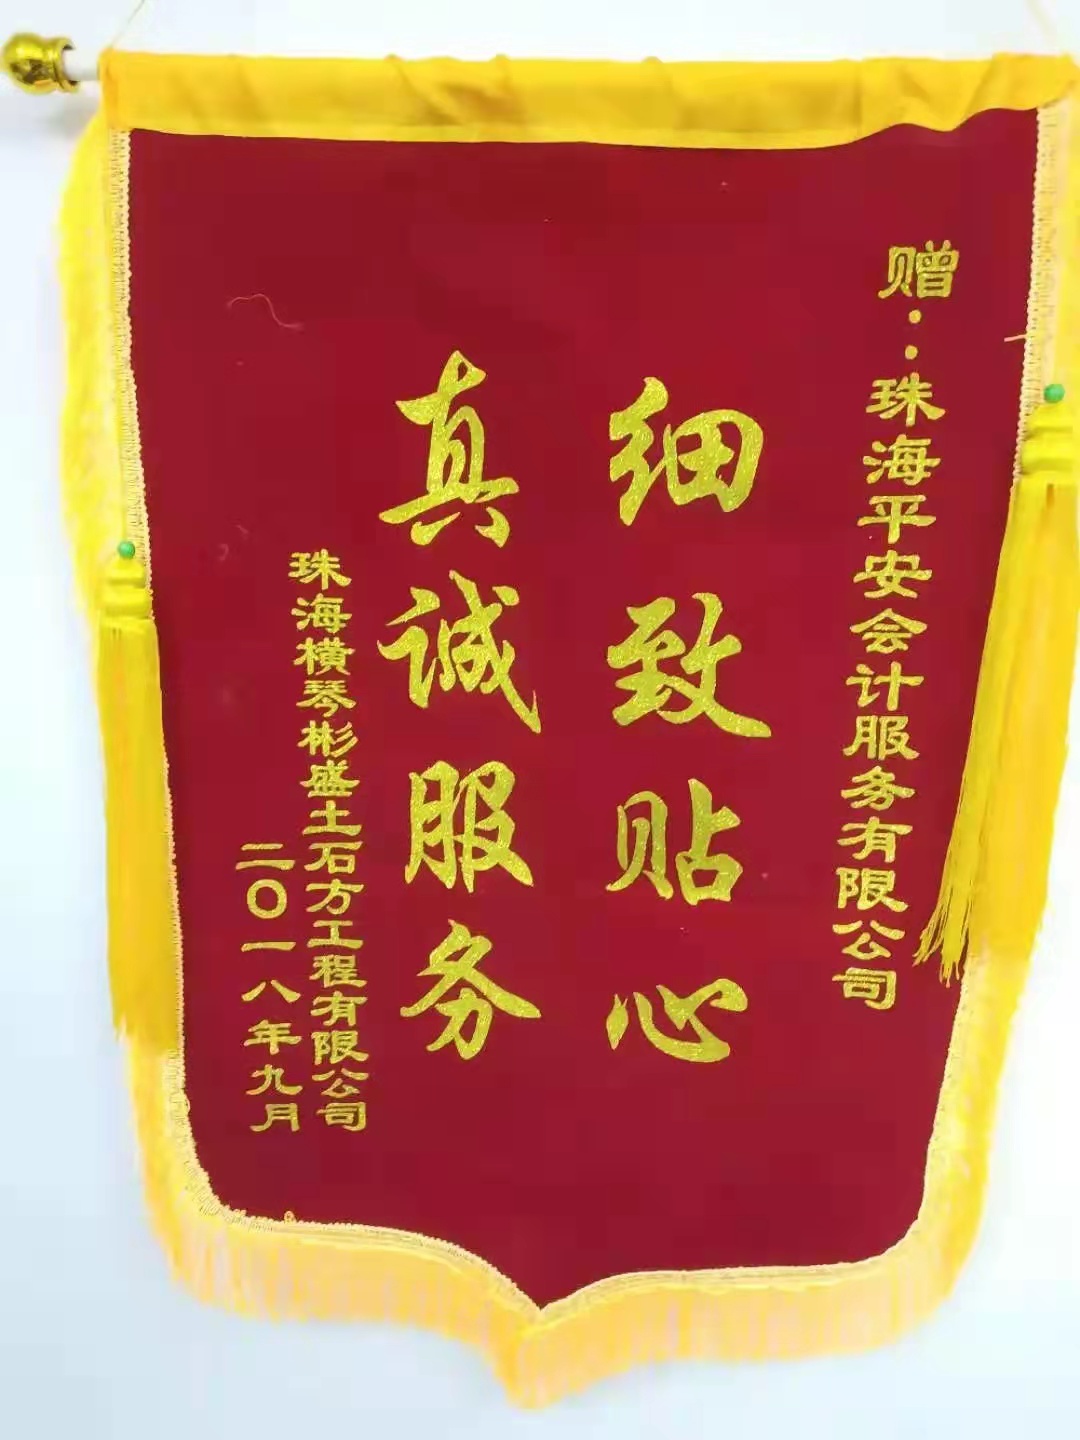 赠：珠海平安会计服务有限公司
细致贴心
真诚服务
珠海横琴彬盛土石方工程有限公司
二〇一八年九月